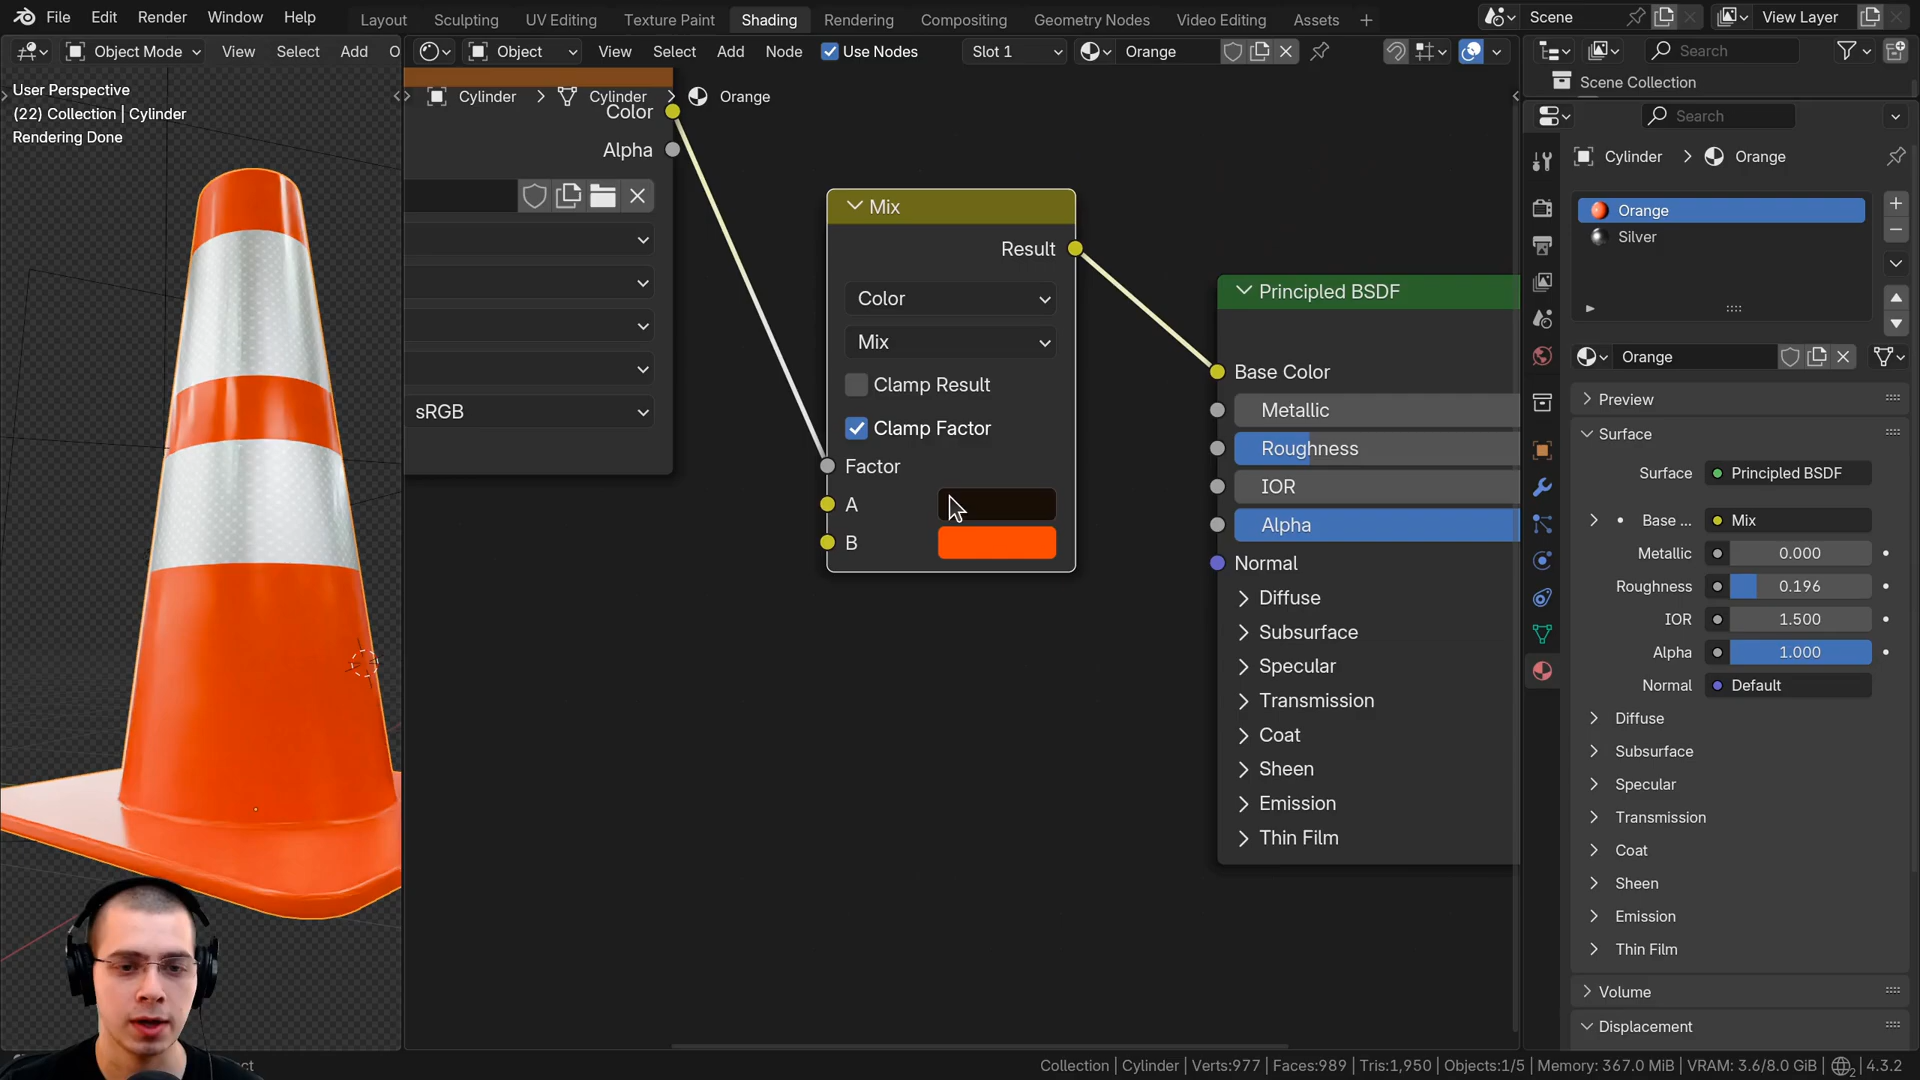 File Edit Render Window Help
Layout Sculpting UV Editing Texture Paint Shading Rendering Compositing Geometry Nodes Video Editing Assets
Scene
View Layer
Object Mode View Select Add O
Object View Select Add Node Use Nodes Slot 1 Orange
Search
User Perspective
(22) Collection | Cylinder
Rendering Done
Cylinder Cylinder Orange
Scene Collection
Search
Color
Alpha
sRGB
Mix
Result
Color
Mix
Clamp Result
Clamp Factor
Factor
A
B
Principled BSDF
Base Color
Metallic
Roughness
IOR
Alpha
Normal
Diffuse
Subsurface
Specular
Transmission
Coat
Sheen
Emission
Thin Film
Cylinder Orange
Orange
Silver
Orange
Preview
Surface
Surface Principled BSDF
Base ... Mix
Metallic 0.000
Roughness 0.196
IOR 1.500
Alpha 1.000
Normal Default
Diffuse
Subsurface
Specular
Transmission
Coat
Sheen
Emission
Thin Film
Volume
Displacement
Collection | Cylinder | Verts:977 | Faces:989 | Tris:1,950 | Objects:1/5 | Memory: 367.0 MiB | VRAM: 3.6/8.0 GiB | 2 | 4.3.2